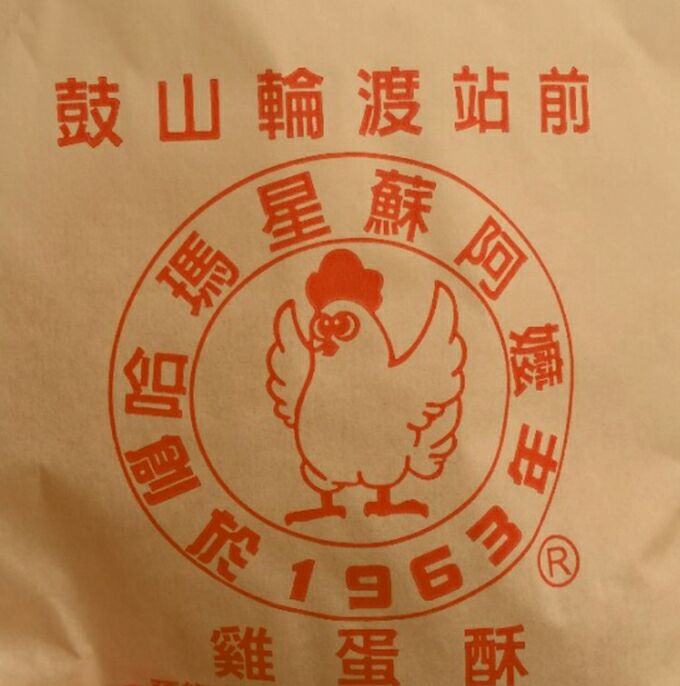 鼓山輪渡站前
哈瑪星蘇阿嬤
創於1963年
®
雞蛋酥